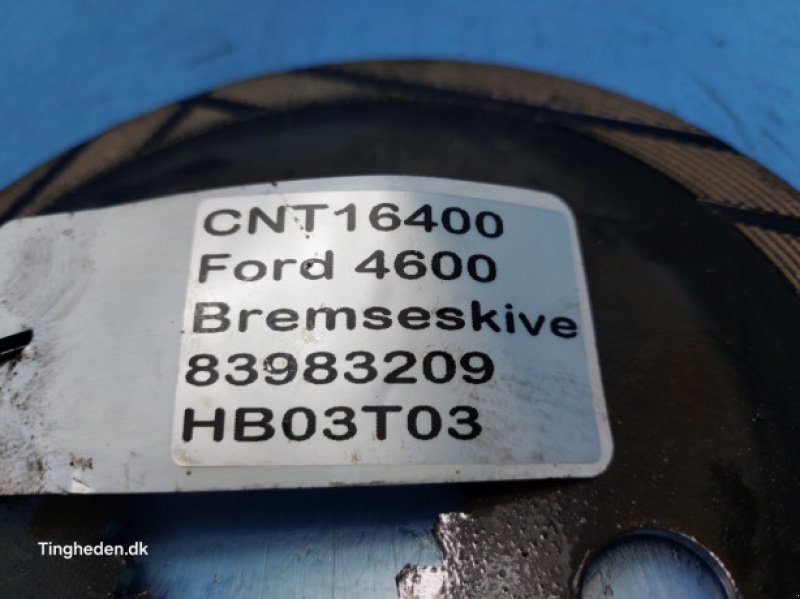 CNT16400
Ford 4600
Bremseskive
83983209
HB03T03
Tingheden.dk